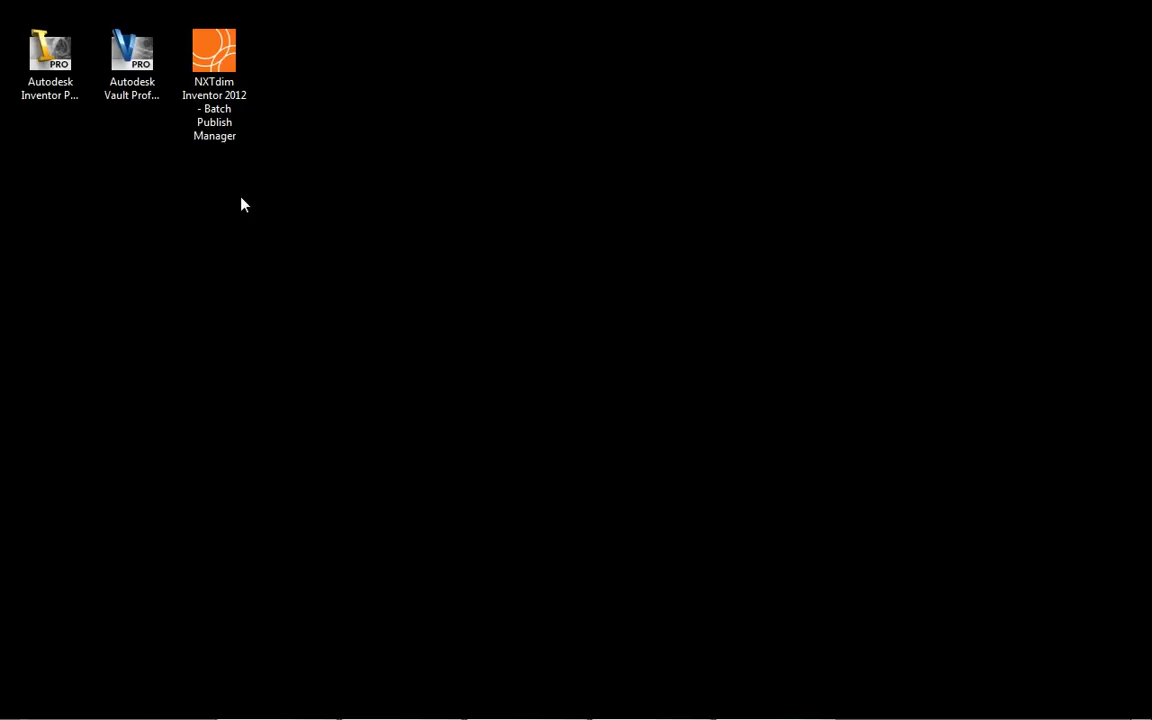 PRO
Autodesk
Inventor P...
PRO
Autodesk
Vault Prof...
NXTdim
Inventor 2012
- Batch
Publish
Manager